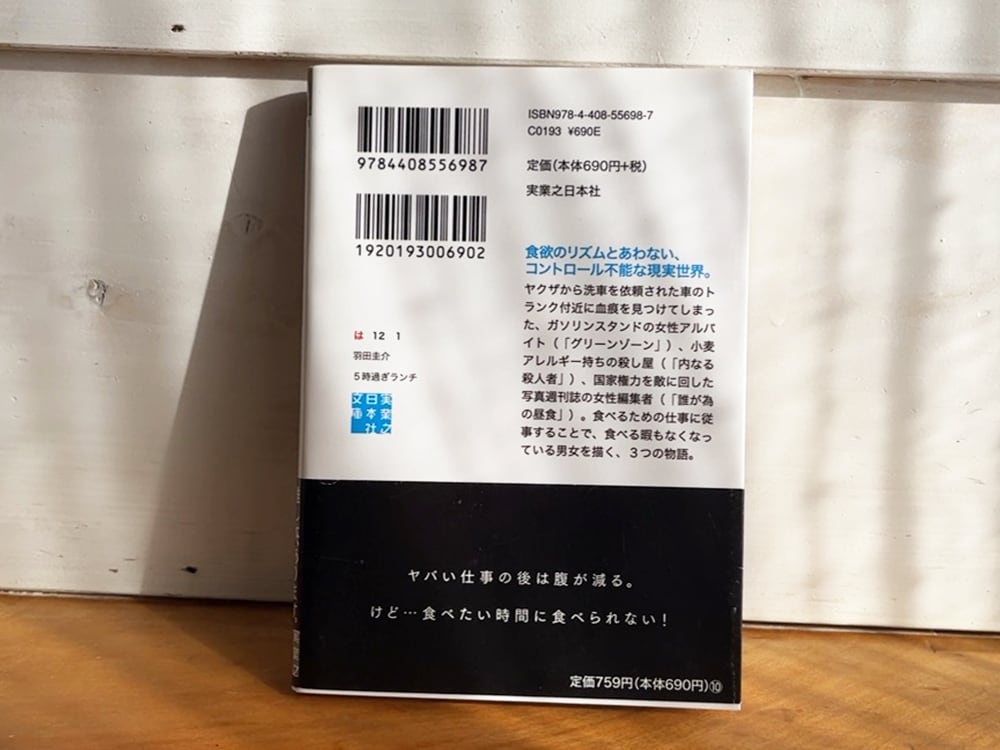 9784408556987
1920193006902
ISBN978-4-408-55698-7
C0193 ¥690E
定価(本体690円+税)
実業之日本社
食欲のリズムとあわない、
コントロール不能な現実世界。
ヤクザから洗車を依頼された車のト
ランク付近に血痕を見つけてしまっ
た、ガソリンスタンドの女性アルバ
イト(「グリーンゾーン」)、小麦
アレルギー持ちの殺し屋(「内なる
殺人者」)、国家権力を敵に回した
写真週刊誌の女性編集者(「誰が為
の昼食」)。食べるための仕事に従
事することで、食べる暇もなくなっ
ている男女を描く、3つの物語。
は 12 1
羽田圭介
5時過ぎランチ
実業之
日本社
文庫
ヤバい仕事の後は腹が減る。
けど…食べたい時間に食べられない!
定価759円(本体690円)⑩